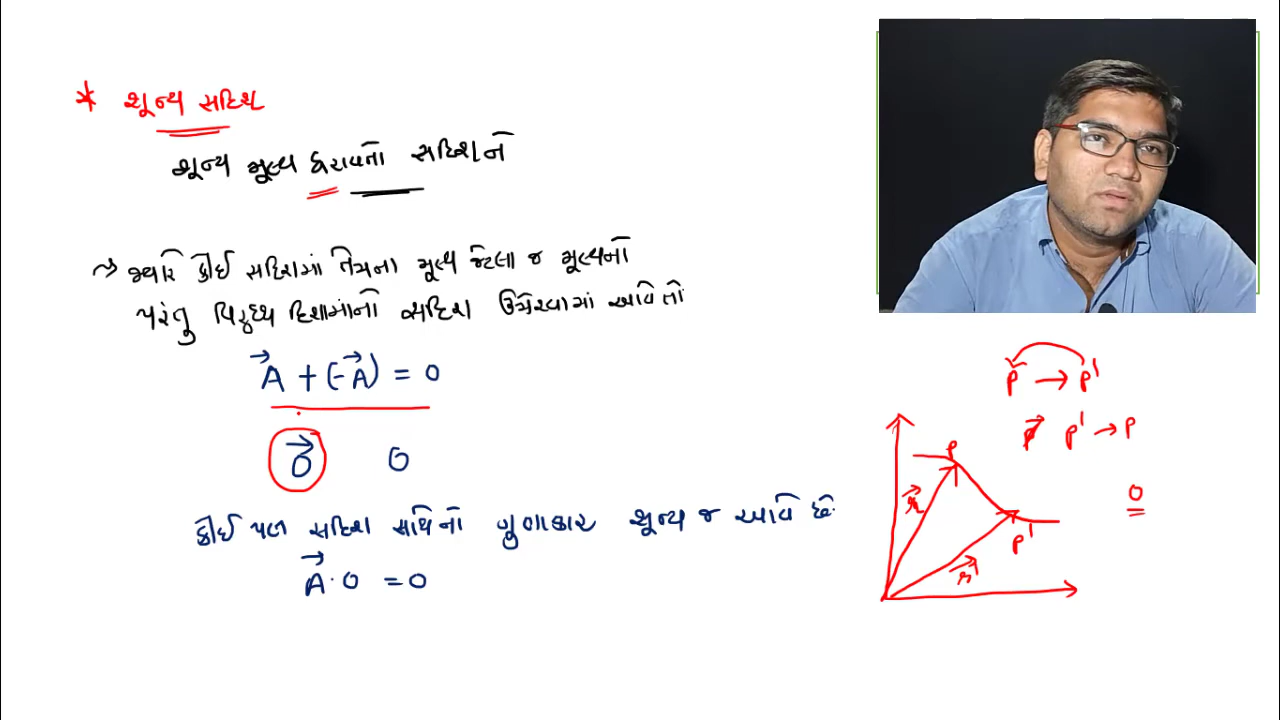 * શૂન્ય સદિશ
શૂન્ય મૂલ્ય ધરાવતો સદિશને
→ જ્યારે કોઈ સદિશમાં તેના મૂલ્ય જેટલા જ મૂલ્યનો
પરંતુ વિરુધ્ધ દિશામાંનો સદિશ ઉમેરવામાં આવે તો
A⃗ + (-A⃗) = 0
0⃗ 0
કોઈ પણ સદિશ સાથેનો ગુણાકાર શૂન્ય જ આવે છે.
A⃗ · 0 = 0
P → P'
P' → P
0
P
r⃗
P'
r⃗'